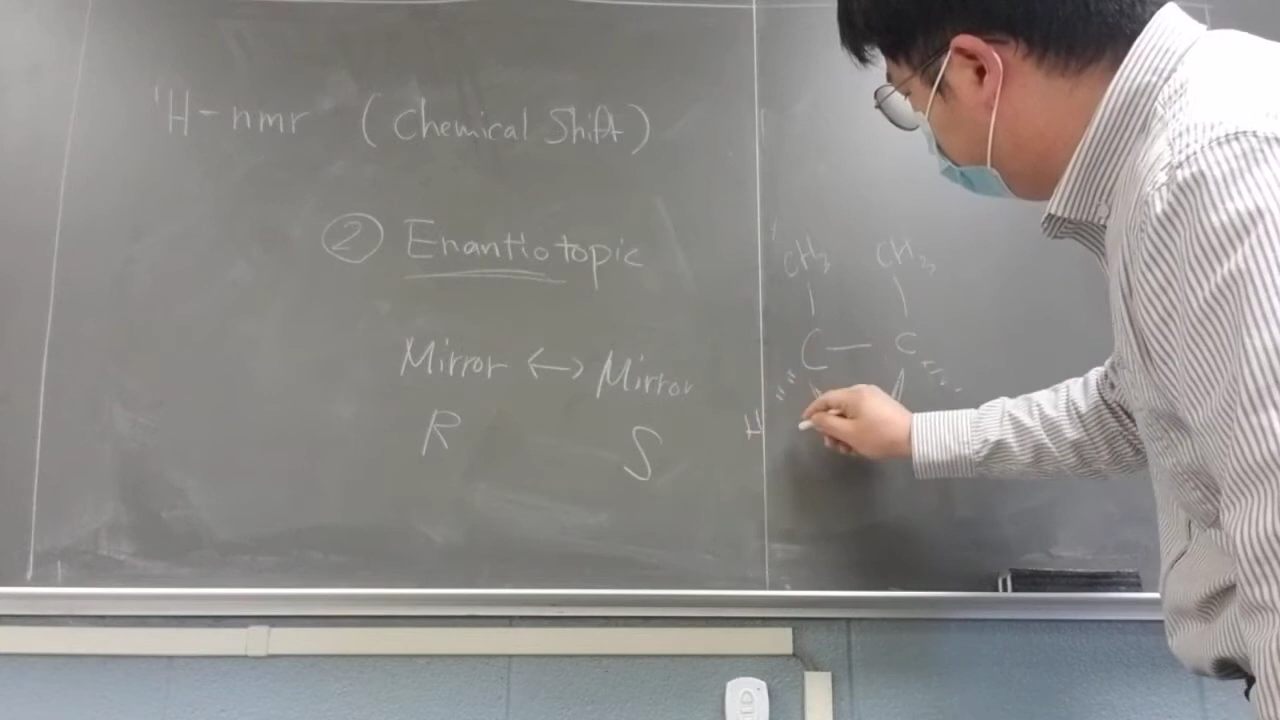 ¹H-nmr (Chemical Shift)
② Enantiotopic
Mirror ↔ Mirror
R S
CH₃ CH₃
C — C
H